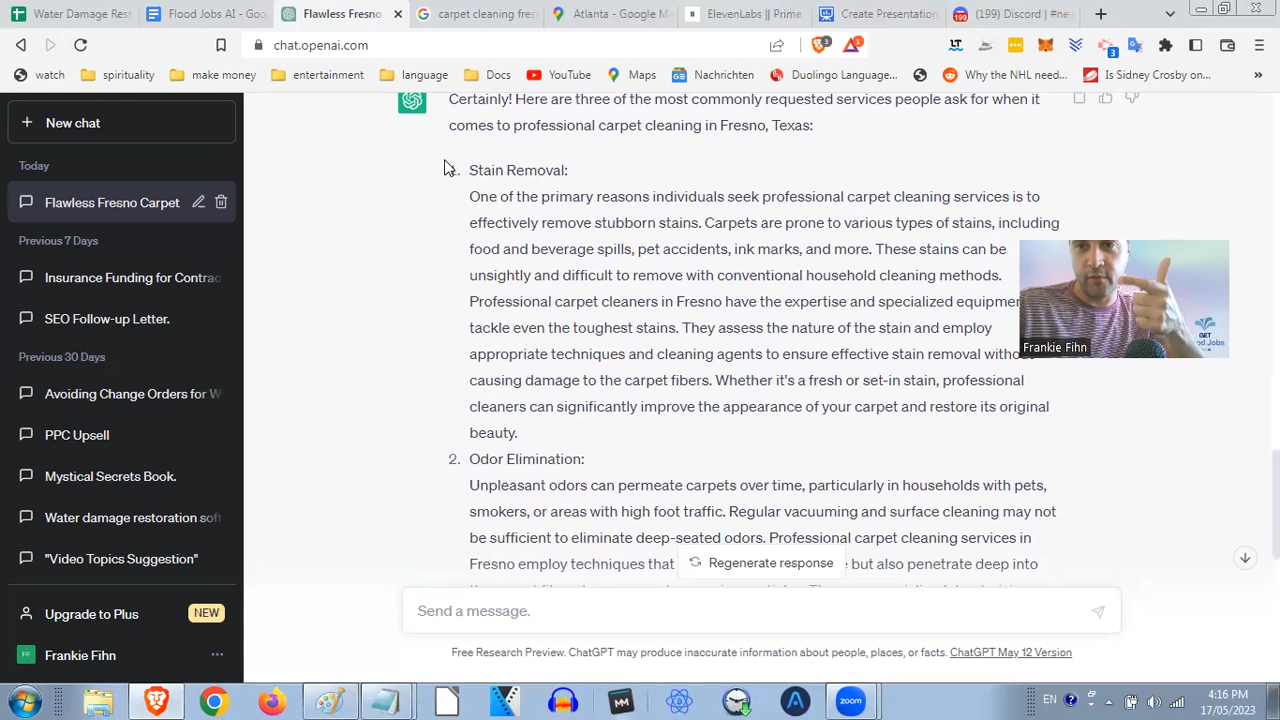 Water Damage Rest
Flood Jobs AI - Goo
Flawless Fresno
carpet cleaning fres
Atlanta - Google M
ElevenLabs || Prime
Create Presentation
(199) Discord | #ne
chat.openai.com
watch
spirituality
make money
entertainment
language
Docs
YouTube
Maps
Nachrichten
Duolingo Language...
Why the NHL need...
Is Sidney Crosby on...
New chat
Today
Flawless Fresno Carpet
Previous 7 Days
Insurance Funding for Contrac
SEO Follow-up Letter.
Previous 30 Days
Avoiding Change Orders for W
PPC Upsell
Mystical Secrets Book.
Water damage restoration soft
"Video Topics Suggestion"
Upgrade to Plus
NEW
Frankie Fihn
Certainly! Here are three of the most commonly requested services people ask for when it
comes to professional carpet cleaning in Fresno, Texas:
Stain Removal:
One of the primary reasons individuals seek professional carpet cleaning services is to
effectively remove stubborn stains. Carpets are prone to various types of stains, including
food and beverage spills, pet accidents, ink marks, and more. These stains can be
unsightly and difficult to remove with conventional household cleaning methods.
Professional carpet cleaners in Fresno have the expertise and specialized equipmen
tackle even the toughest stains. They assess the nature of the stain and employ
appropriate techniques and cleaning agents to ensure effective stain removal withou
causing damage to the carpet fibers. Whether it's a fresh or set-in stain, professional
cleaners can significantly improve the appearance of your carpet and restore its original
beauty.
2. Odor Elimination:
Unpleasant odors can permeate carpets over time, particularly in households with pets,
smokers, or areas with high foot traffic. Regular vacuuming and surface cleaning may not
be sufficient to eliminate deep-seated odors. Professional carpet cleaning services in
Fresno employ techniques that
but also penetrate deep into
Regenerate response
Send a message.
Free Research Preview. ChatGPT may produce inaccurate information about people, places, or facts. ChatGPT May 12 Version
Frankie Fihn
GET
zoom
EN
4:16 PM
17/05/2023